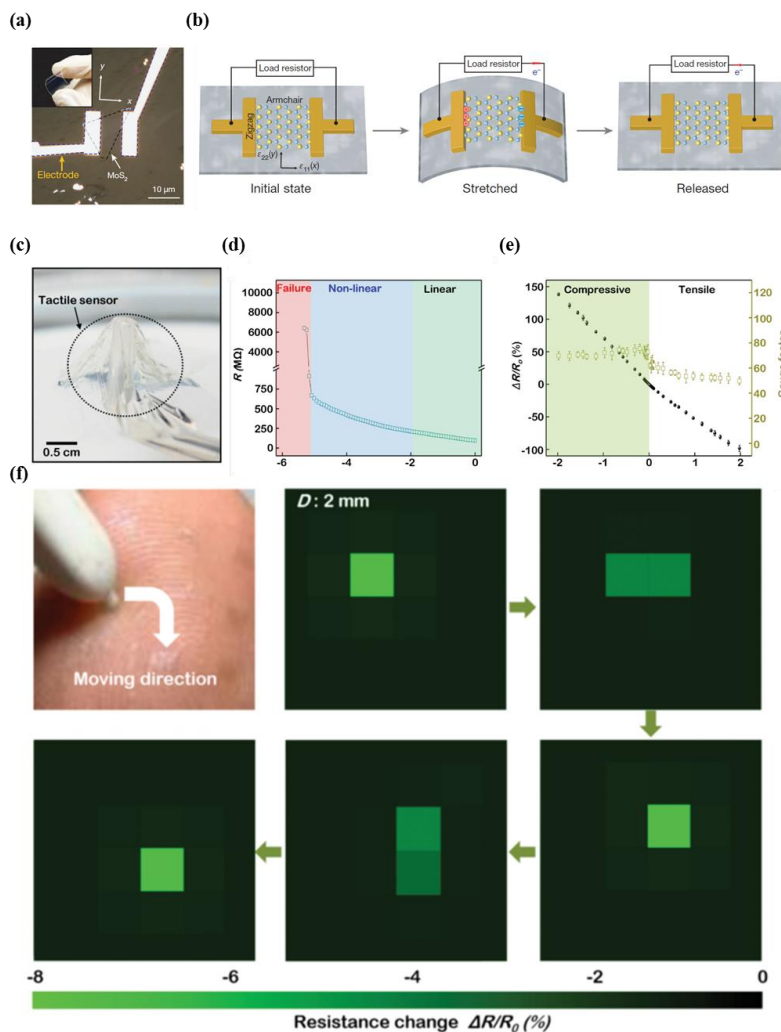 (a)
y
x
Electrode
MoS₂
10 μm
(b)
Load resistor
Armchair
Zigzag
ε₂₂(y)
ε₁₁(x)
Initial state
Load resistor
e⁻
Stretched
Load resistor
e⁻
Released
(c)
Tactile sensor
0.5 cm
(d)
Failure Non-linear Linear
R (MΩ)
10000
8000
6000
4000
750
500
250
0
-6 -4 -2 0
(e)
Compressive Tensile
ΔR/R₀ (%)
150
100
50
0
-50
-100
-2 -1 0 1 2
120
100
80
60
40
20
0
(f)
Moving direction
D : 2 mm
-8 -6 -4 -2 0
Resistance change ΔR/R₀ (%)